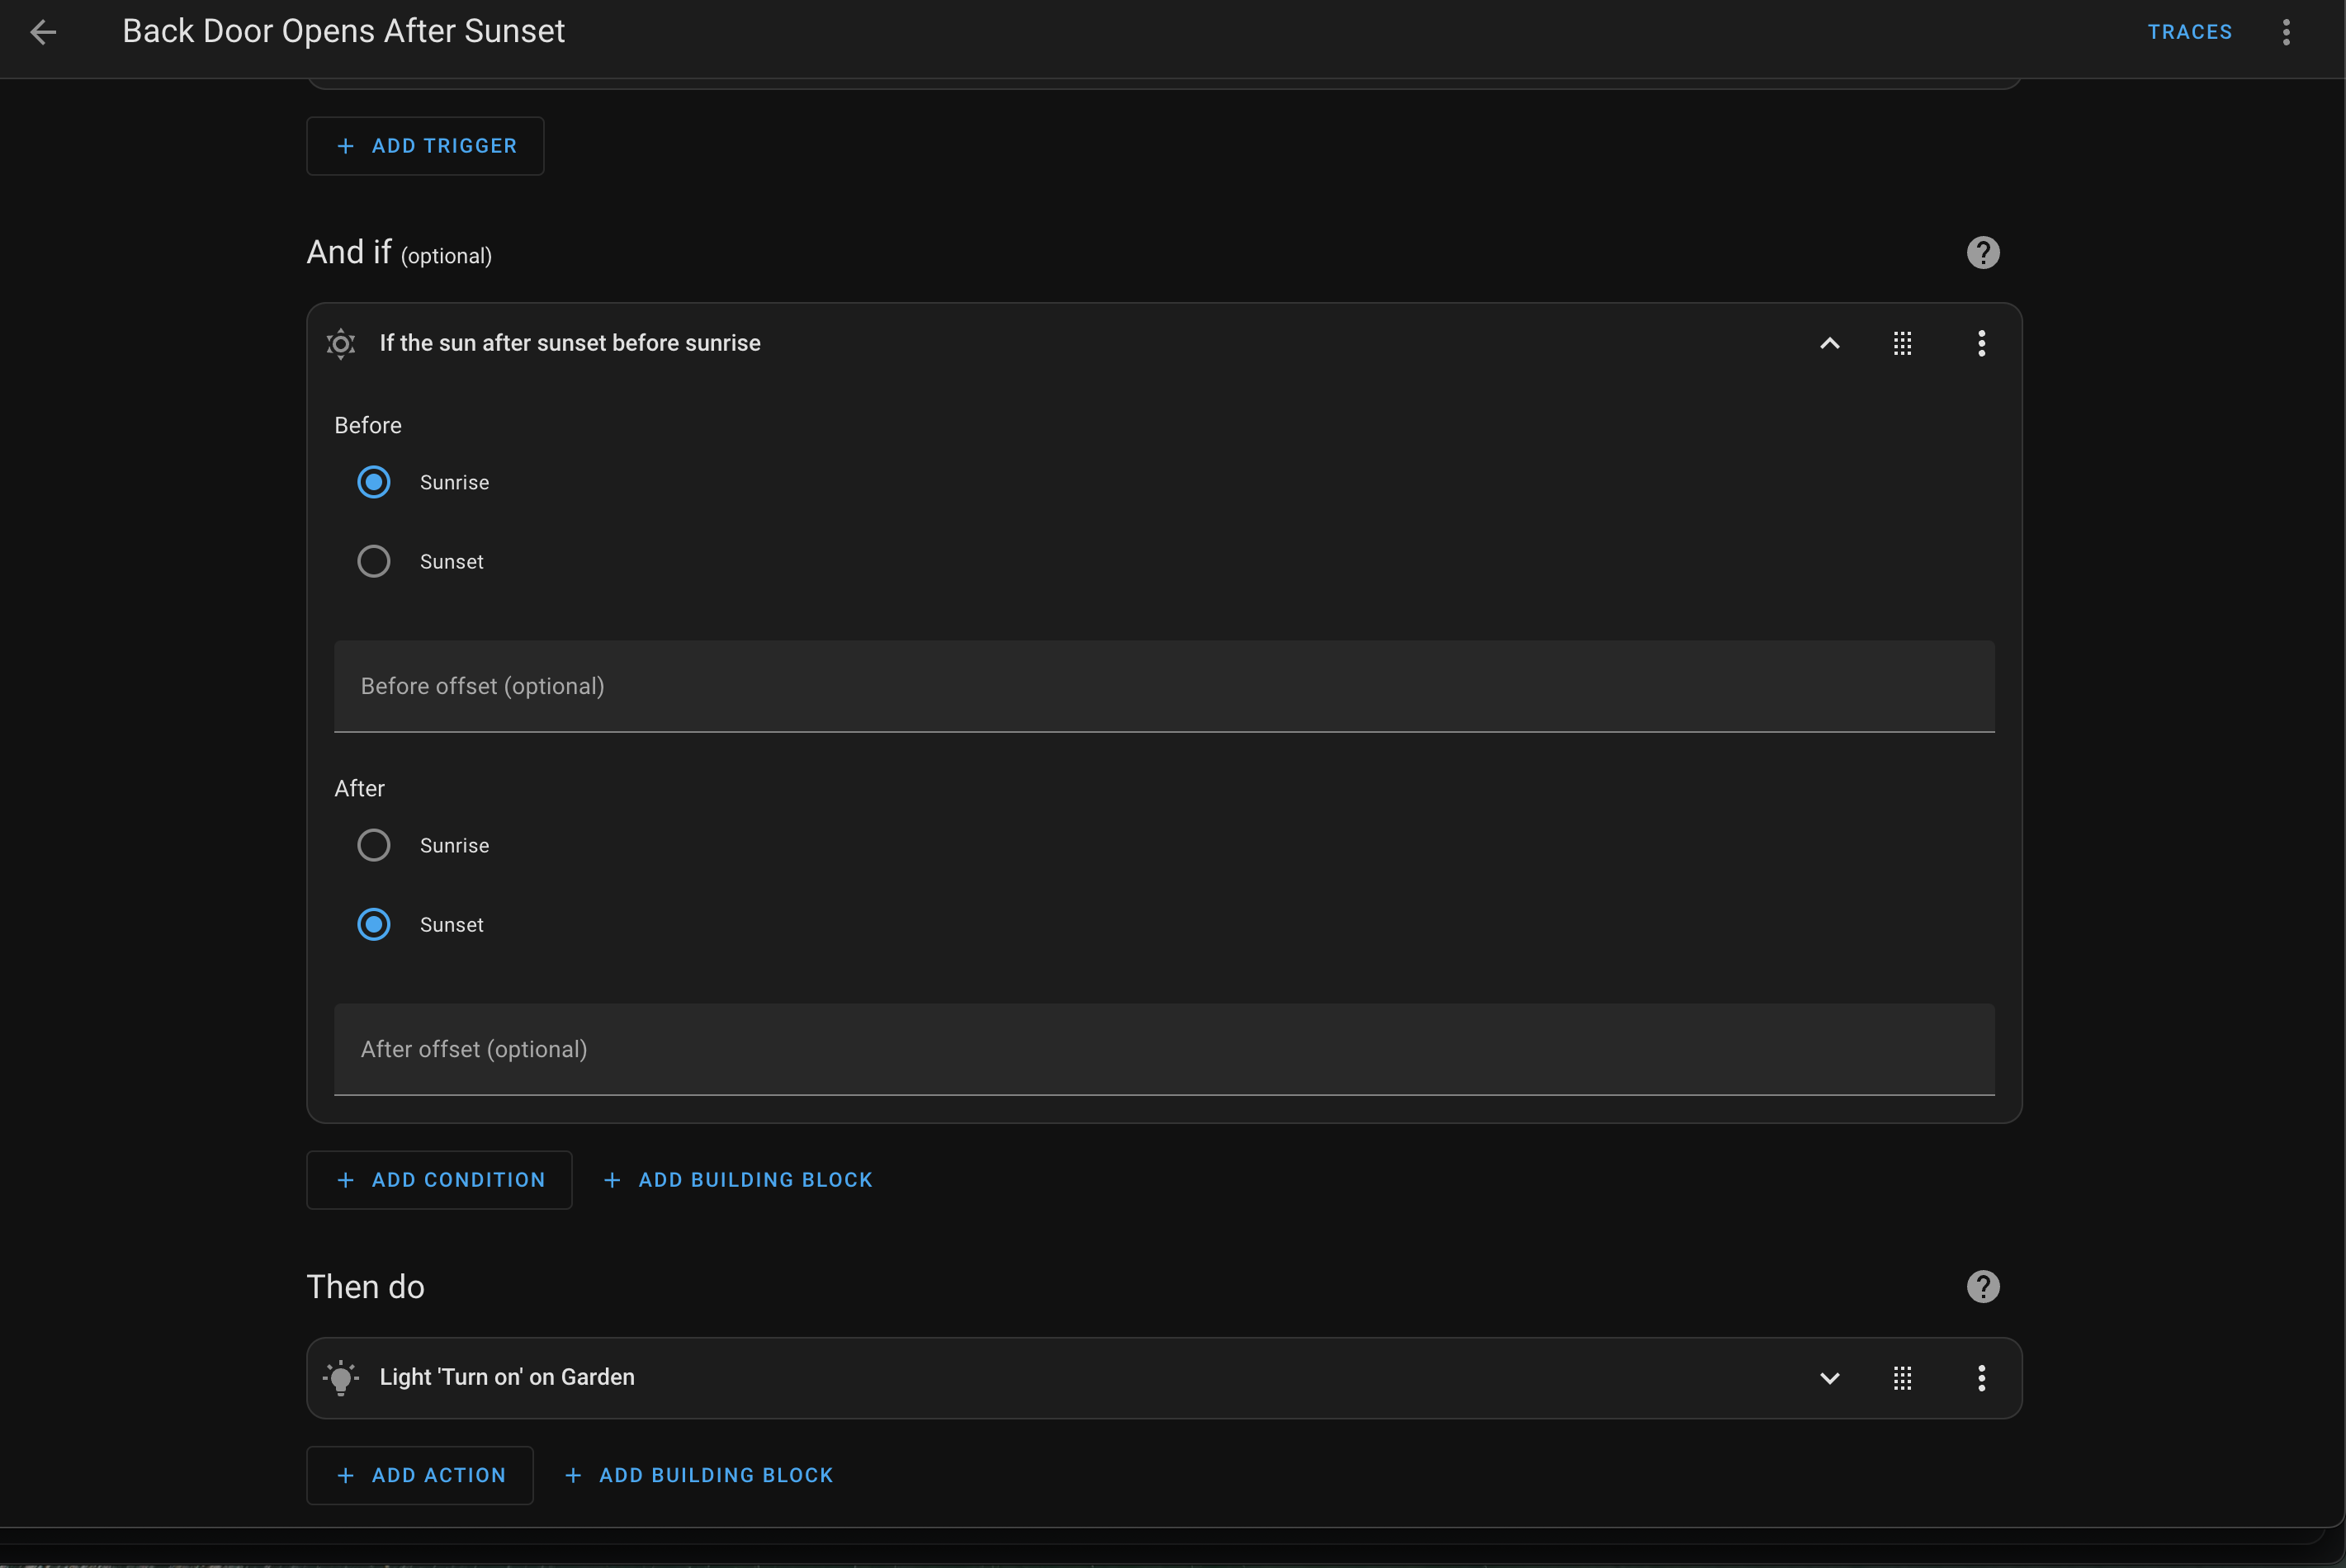 Back Door Opens After Sunset
TRACES
+ ADD TRIGGER
And if (optional)
If the sun after sunset before sunrise
Before
Sunrise
Sunset
Before offset (optional)
After
Sunrise
Sunset
After offset (optional)
+ ADD CONDITION + ADD BUILDING BLOCK
Then do
Light 'Turn on' on Garden
+ ADD ACTION + ADD BUILDING BLOCK